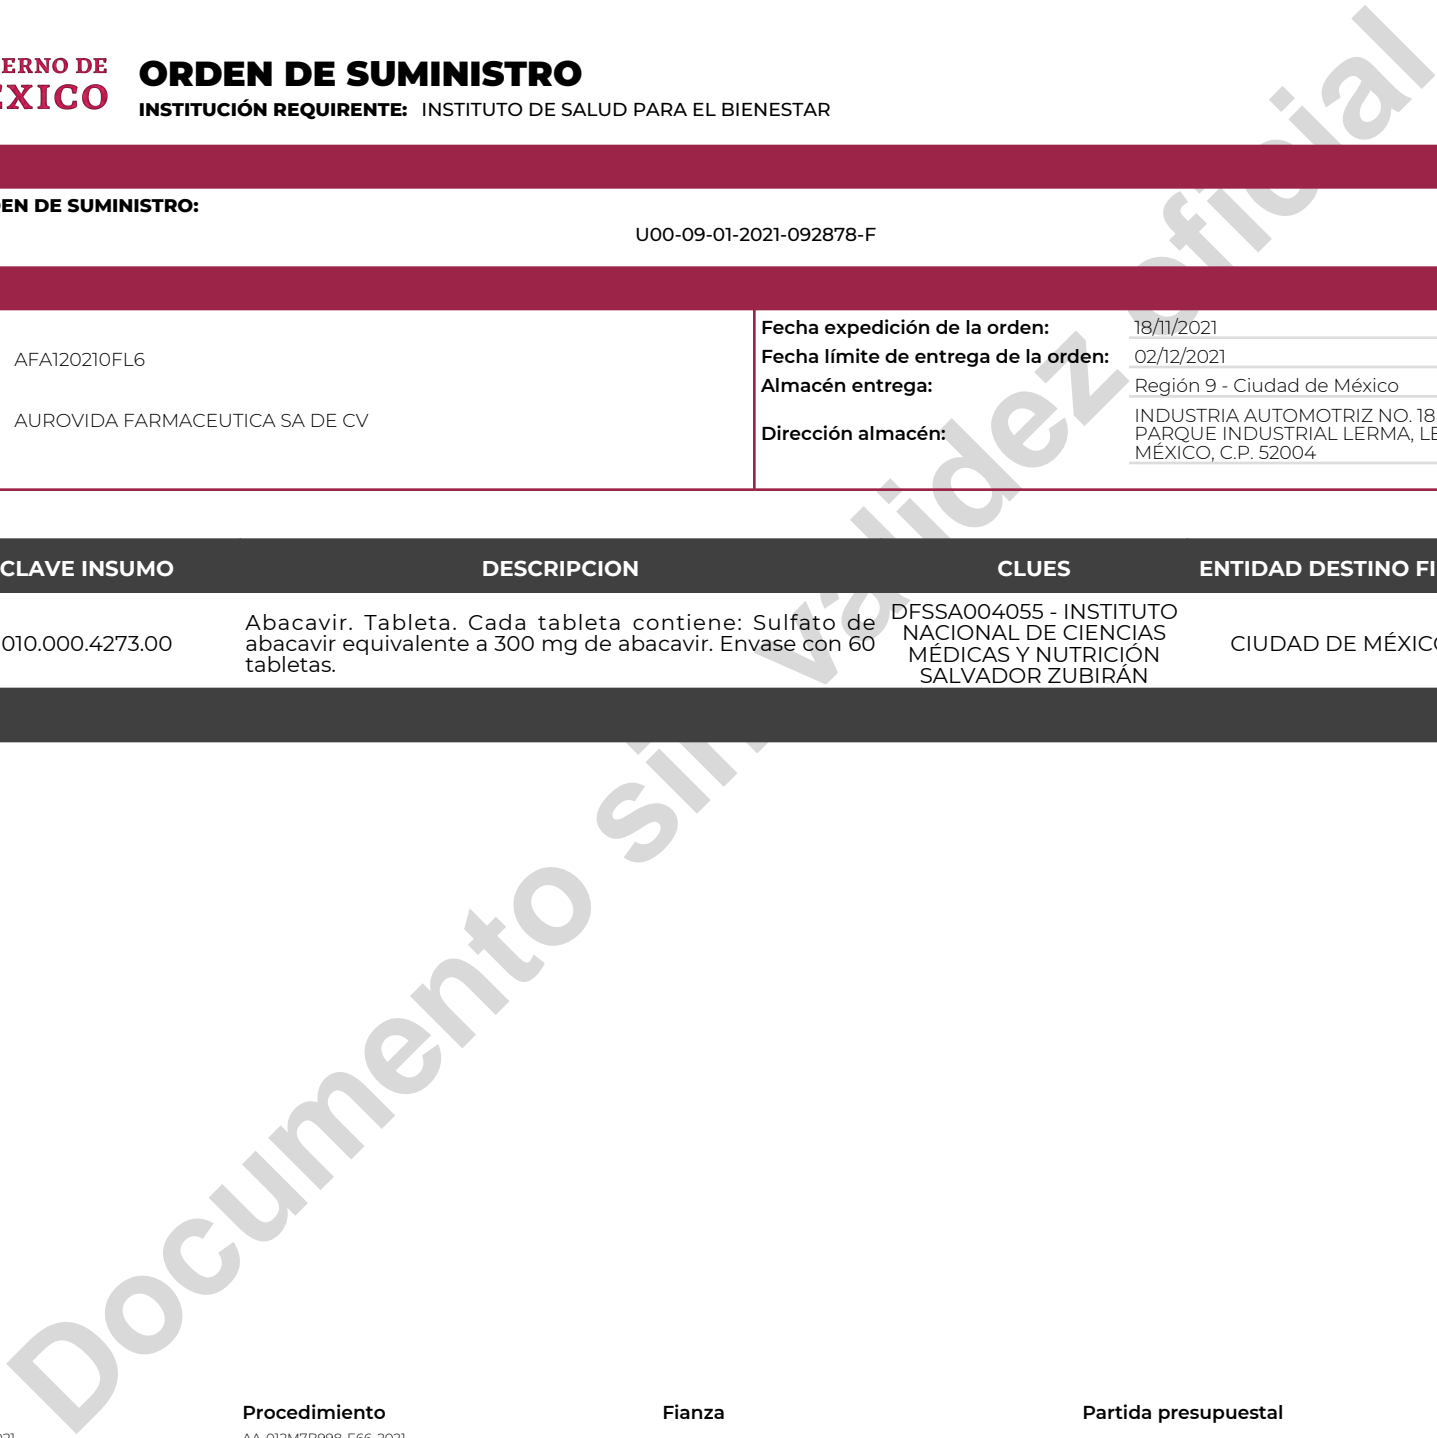 ERNO DE
ÉXICO
ORDEN DE SUMINISTRO
INSTITUCIÓN REQUIRENTE: INSTITUTO DE SALUD PARA EL BIENESTAR
EN DE SUMINISTRO:
U00-09-01-2021-092878-F
AFA120210FL6
AUROVIDA FARMACEUTICA SA DE CV
Fecha expedición de la orden: 18/11/2021
Fecha límite de entrega de la orden: 02/12/2021
Almacén entrega: Región 9 - Ciudad de México
Dirección almacén:
INDUSTRIA AUTOMOTRIZ NO. 18
PARQUE INDUSTRIAL LERMA, LE
MÉXICO, C.P. 52004
CLAVE INSUMO DESCRIPCION CLUES ENTIDAD DESTINO FI
010.000.4273.00
Abacavir. Tableta. Cada tableta contiene: Sulfato de
abacavir equivalente a 300 mg de abacavir. Envase con 60
tabletas.
DFSSA004055 - INSTITUTO
NACIONAL DE CIENCIAS
MÉDICAS Y NUTRICIÓN
SALVADOR ZUBIRÁN
CIUDAD DE MÉXICO
Documento sin validez oficial
Procedimiento Fianza Partida presupuestal